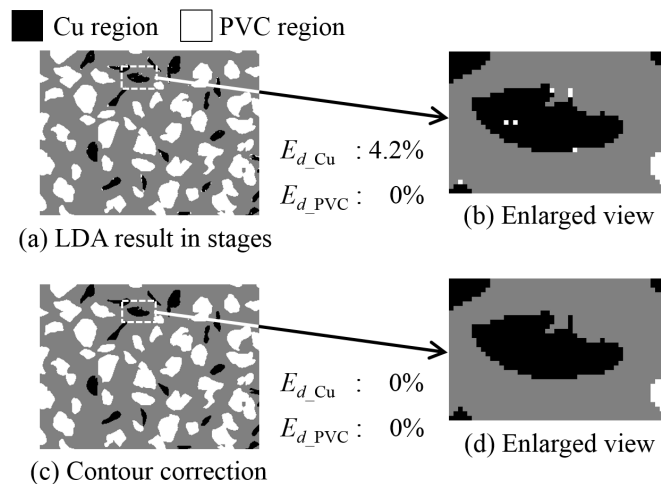 Cu region PVC region
E_d_Cu : 4.2%
E_d_PVC : 0%
(a) LDA result in stages
(b) Enlarged view
E_d_Cu : 0%
E_d_PVC : 0%
(c) Contour correction
(d) Enlarged view